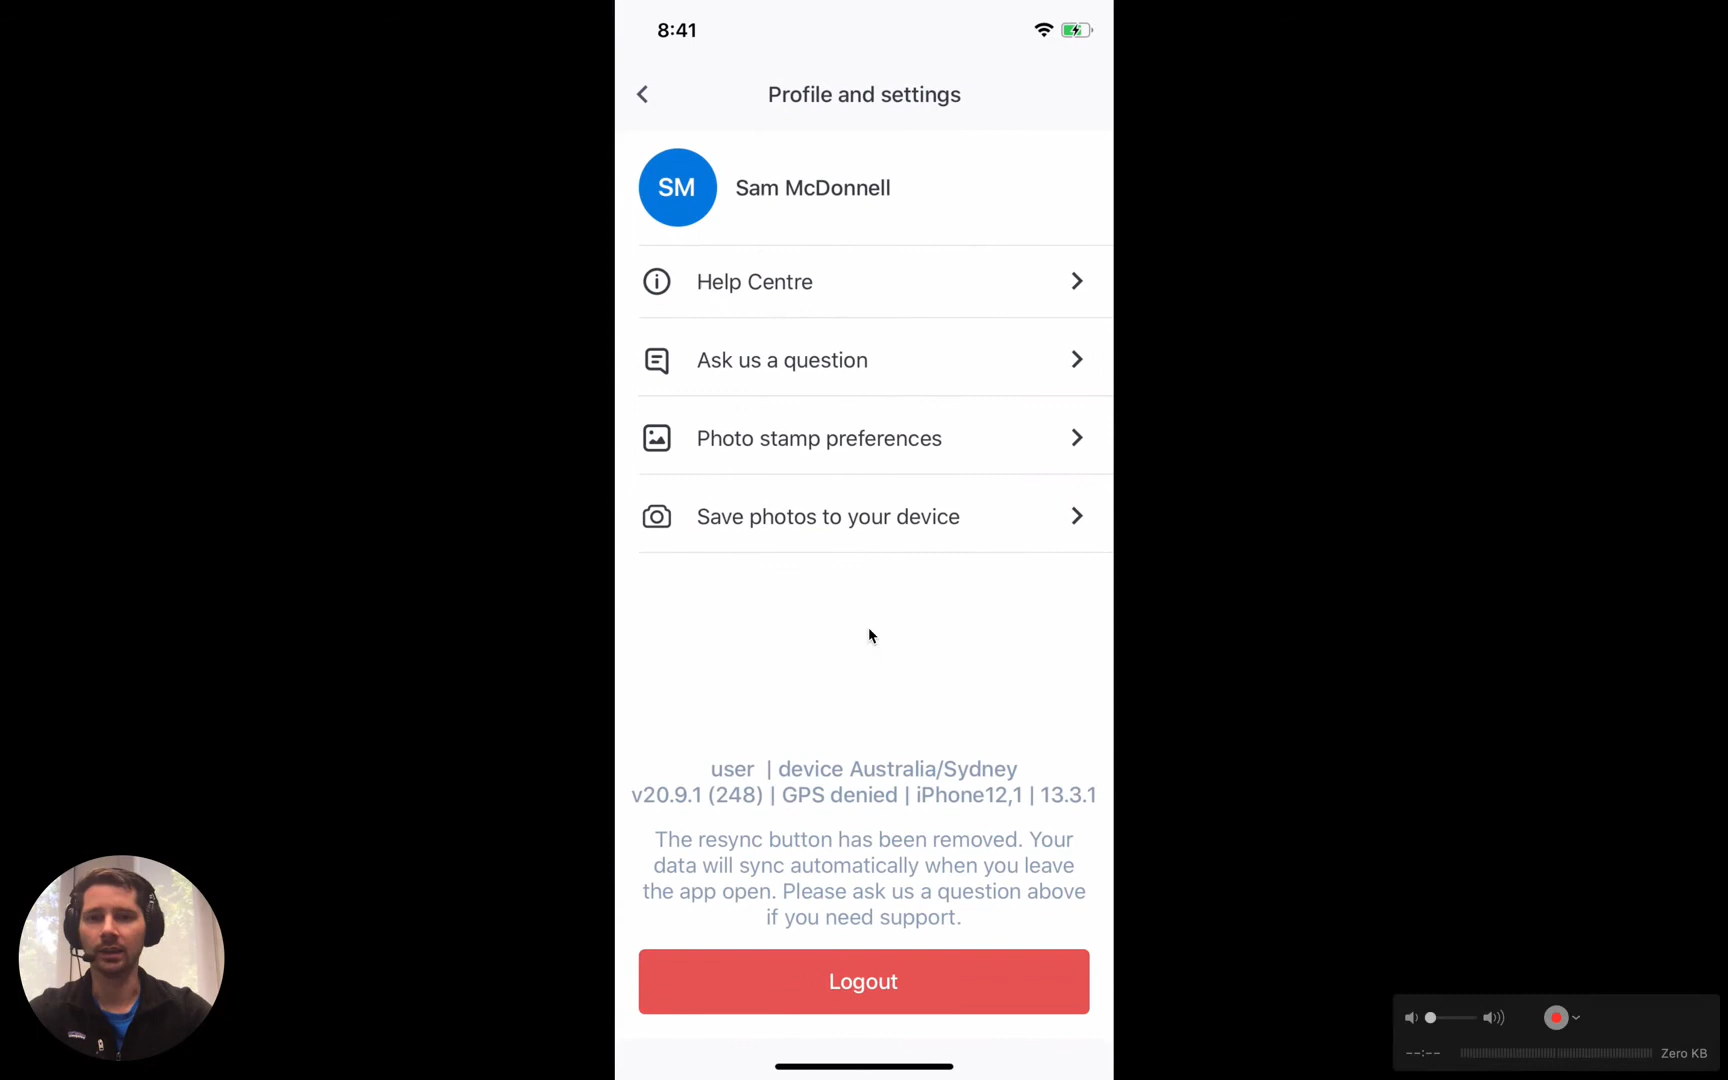 8:41
Profile and settings
SM
Sam McDonnell
Help Centre
Ask us a question
Photo stamp preferences
Save photos to your device
user | device Australia/Sydney
v20.9.1 (248) | GPS denied | iPhone12,1 | 13.3.1
The resync button has been removed. Your
data will sync automatically when you leave
the app open. Please ask us a question above
if you need support.
Logout
--:--
Zero KB